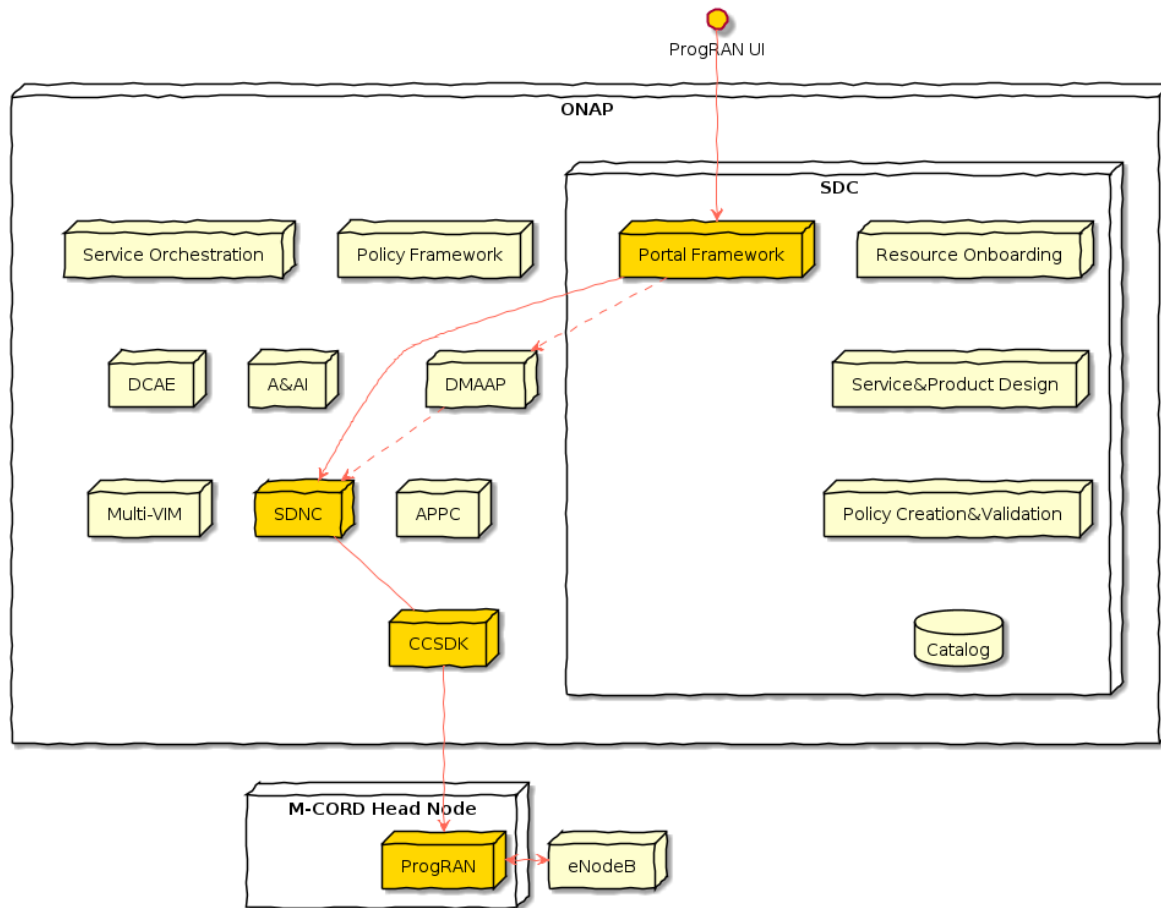 ProgRAN UI
ONAP
SDC
Service Orchestration
Policy Framework
Portal Framework
Resource Onboarding
DCAE
A&AI
DMAAP
Service&Product Design
Multi-VIM
SDNC
APPC
Policy Creation&Validation
CCSDK
Catalog
M-CORD Head Node
ProgRAN
eNodeB